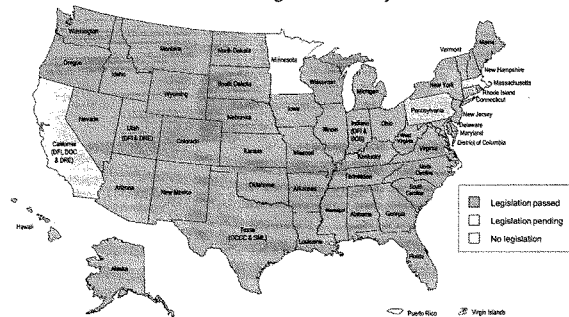 Washington
Oregon
California
(DFI, DOC
& DRE)
Nevada
Idaho
Montana
Wyoming
Utah
(DFI & DRE)
Colorado
Arizona
New Mexico
North Dakota
South Dakota
Nebraska
Kansas
Oklahoma
Texas
(OCCC & SML)
Minnesota
Iowa
Missouri
Arkansas
Louisiana
Wisconsin
Illinois
Michigan
Indiana
(DFI &
SOS)
Ohio
Kentucky
Tennessee
Mississippi
Alabama
Georgia
Florida
South
Carolina
North
Carolina
Virginia
West
Virginia
Pennsylvania
New York
Vermont
Maine
New Hampshire
Massachusetts
Rhode Island
Connecticut
New Jersey
Delaware
Maryland
District of Columbia
Hawaii
Alaska
Puerto Rico
Virgin Islands
Legislation passed
Legislation pending
No legislation